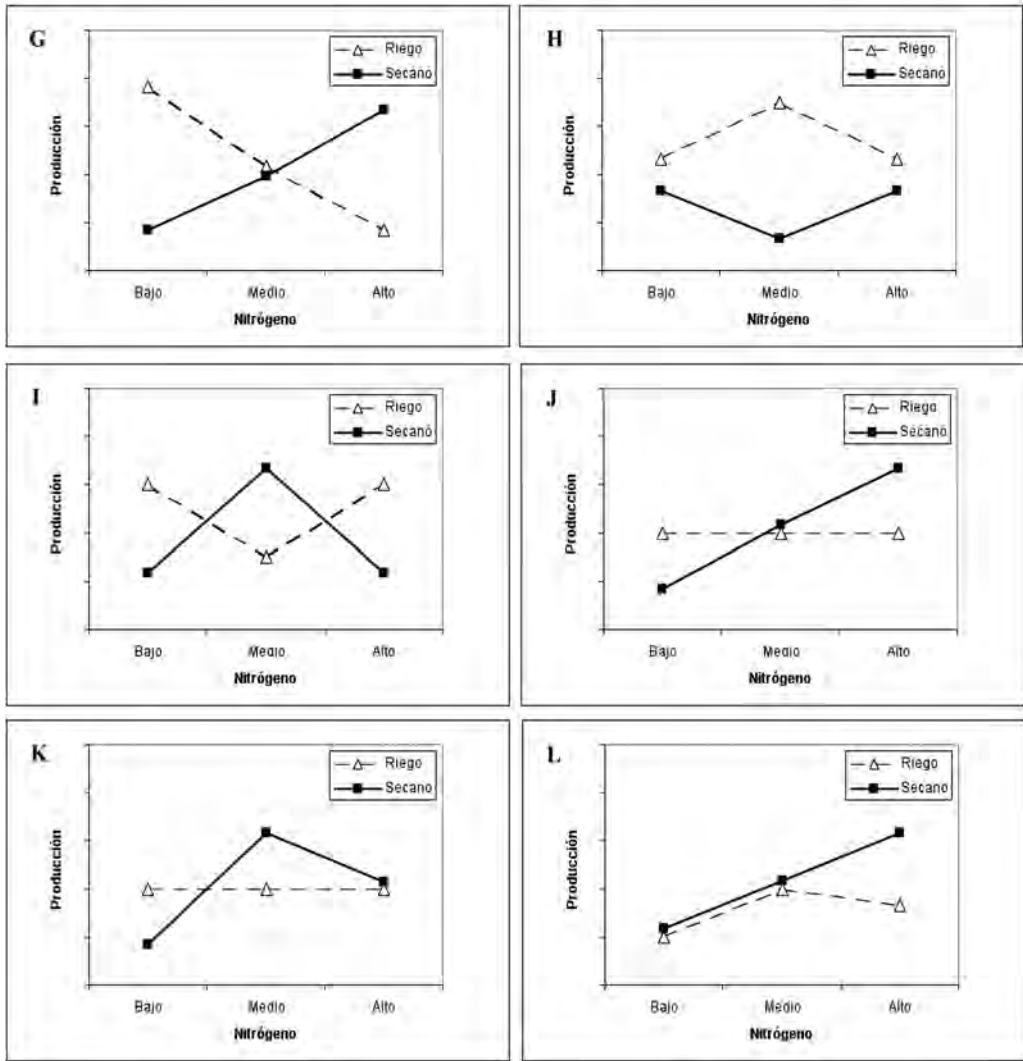 G
Riego
Secano
Producción
Bajo Medio Alto
Nitrógeno
H
Riego
Secano
Producción
Bajo Medio Alto
Nitrógeno
I
Riego
Secano
Producción
Bajo Medio Alto
Nitrógeno
J
Riego
Secano
Producción
Bajo Medio Alto
Nitrógeno
K
Riego
Secano
Producción
Bajo Medio Alto
Nitrógeno
L
Riego
Secano
Producción
Bajo Medio Alto
Nitrógeno